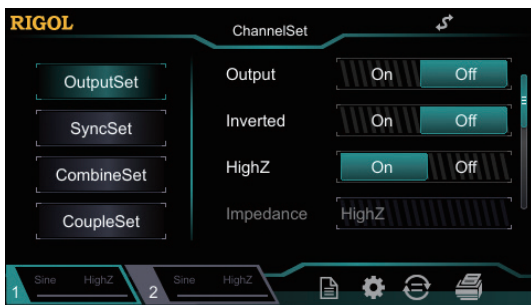 RIGOL
ChannelSet
OutputSet
Output
On
Off
SyncSet
Inverted
On
Off
CombineSet
HighZ
On
Off
CoupleSet
Impedance
HighZ
1
Sine
HighZ
2
Sine
HighZ